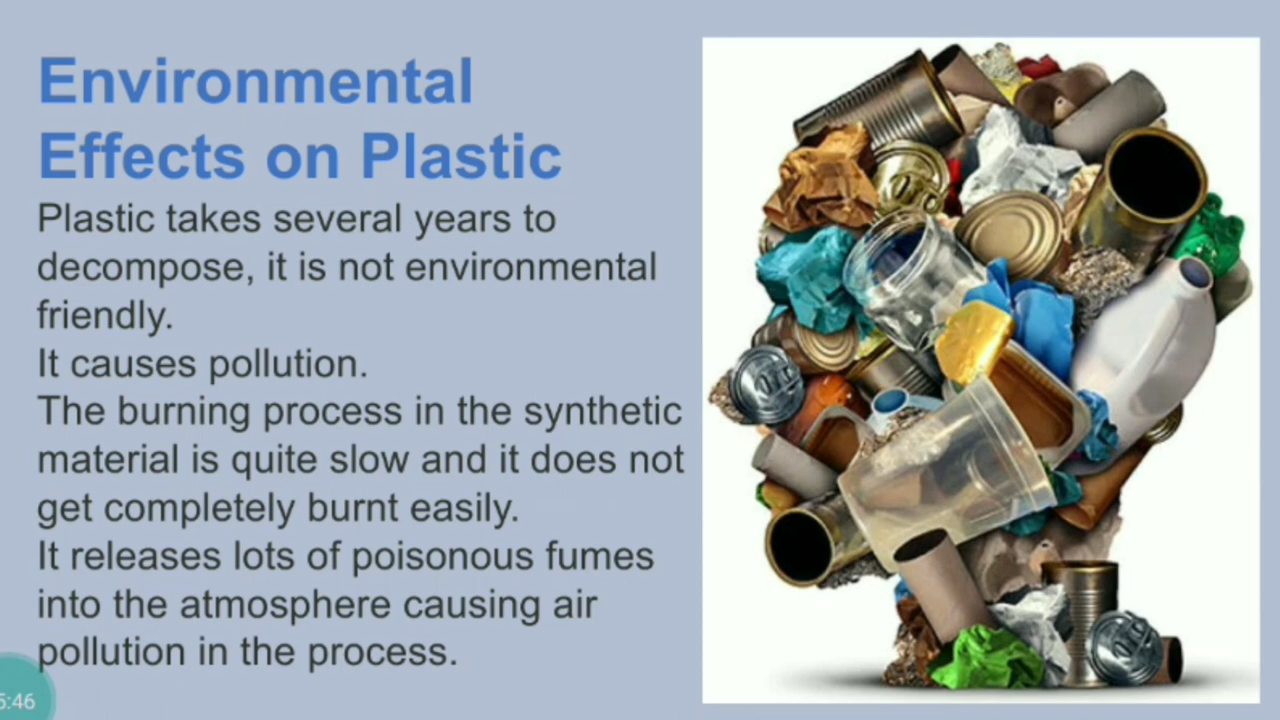 Environmental
Effects on Plastic
Plastic takes several years to
decompose, it is not environmental
friendly.
It causes pollution.
The burning process in the synthetic
material is quite slow and it does not
get completely burnt easily.
It releases lots of poisonous fumes
into the atmosphere causing air
pollution in the process.
5:46